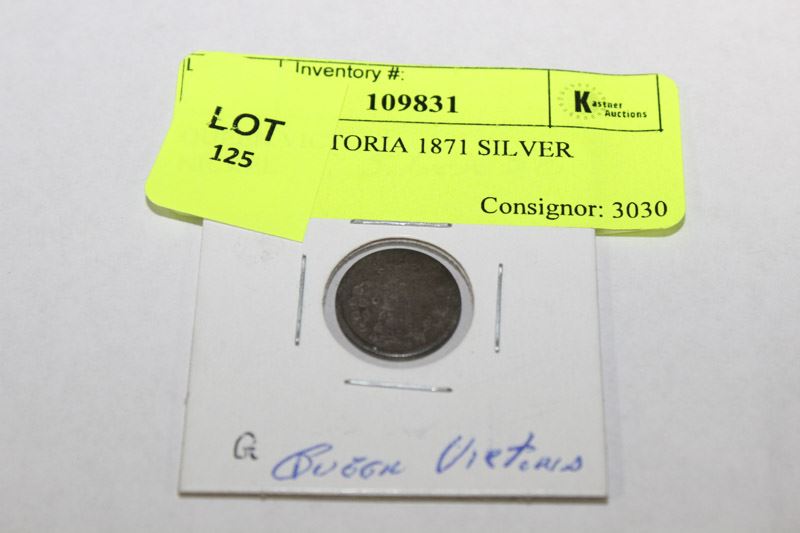 L Inventory #:
109831
Kastner Auctions
LOT
125
TORIA 1871 SILVER
Consignor: 3030
G Queen Victoria